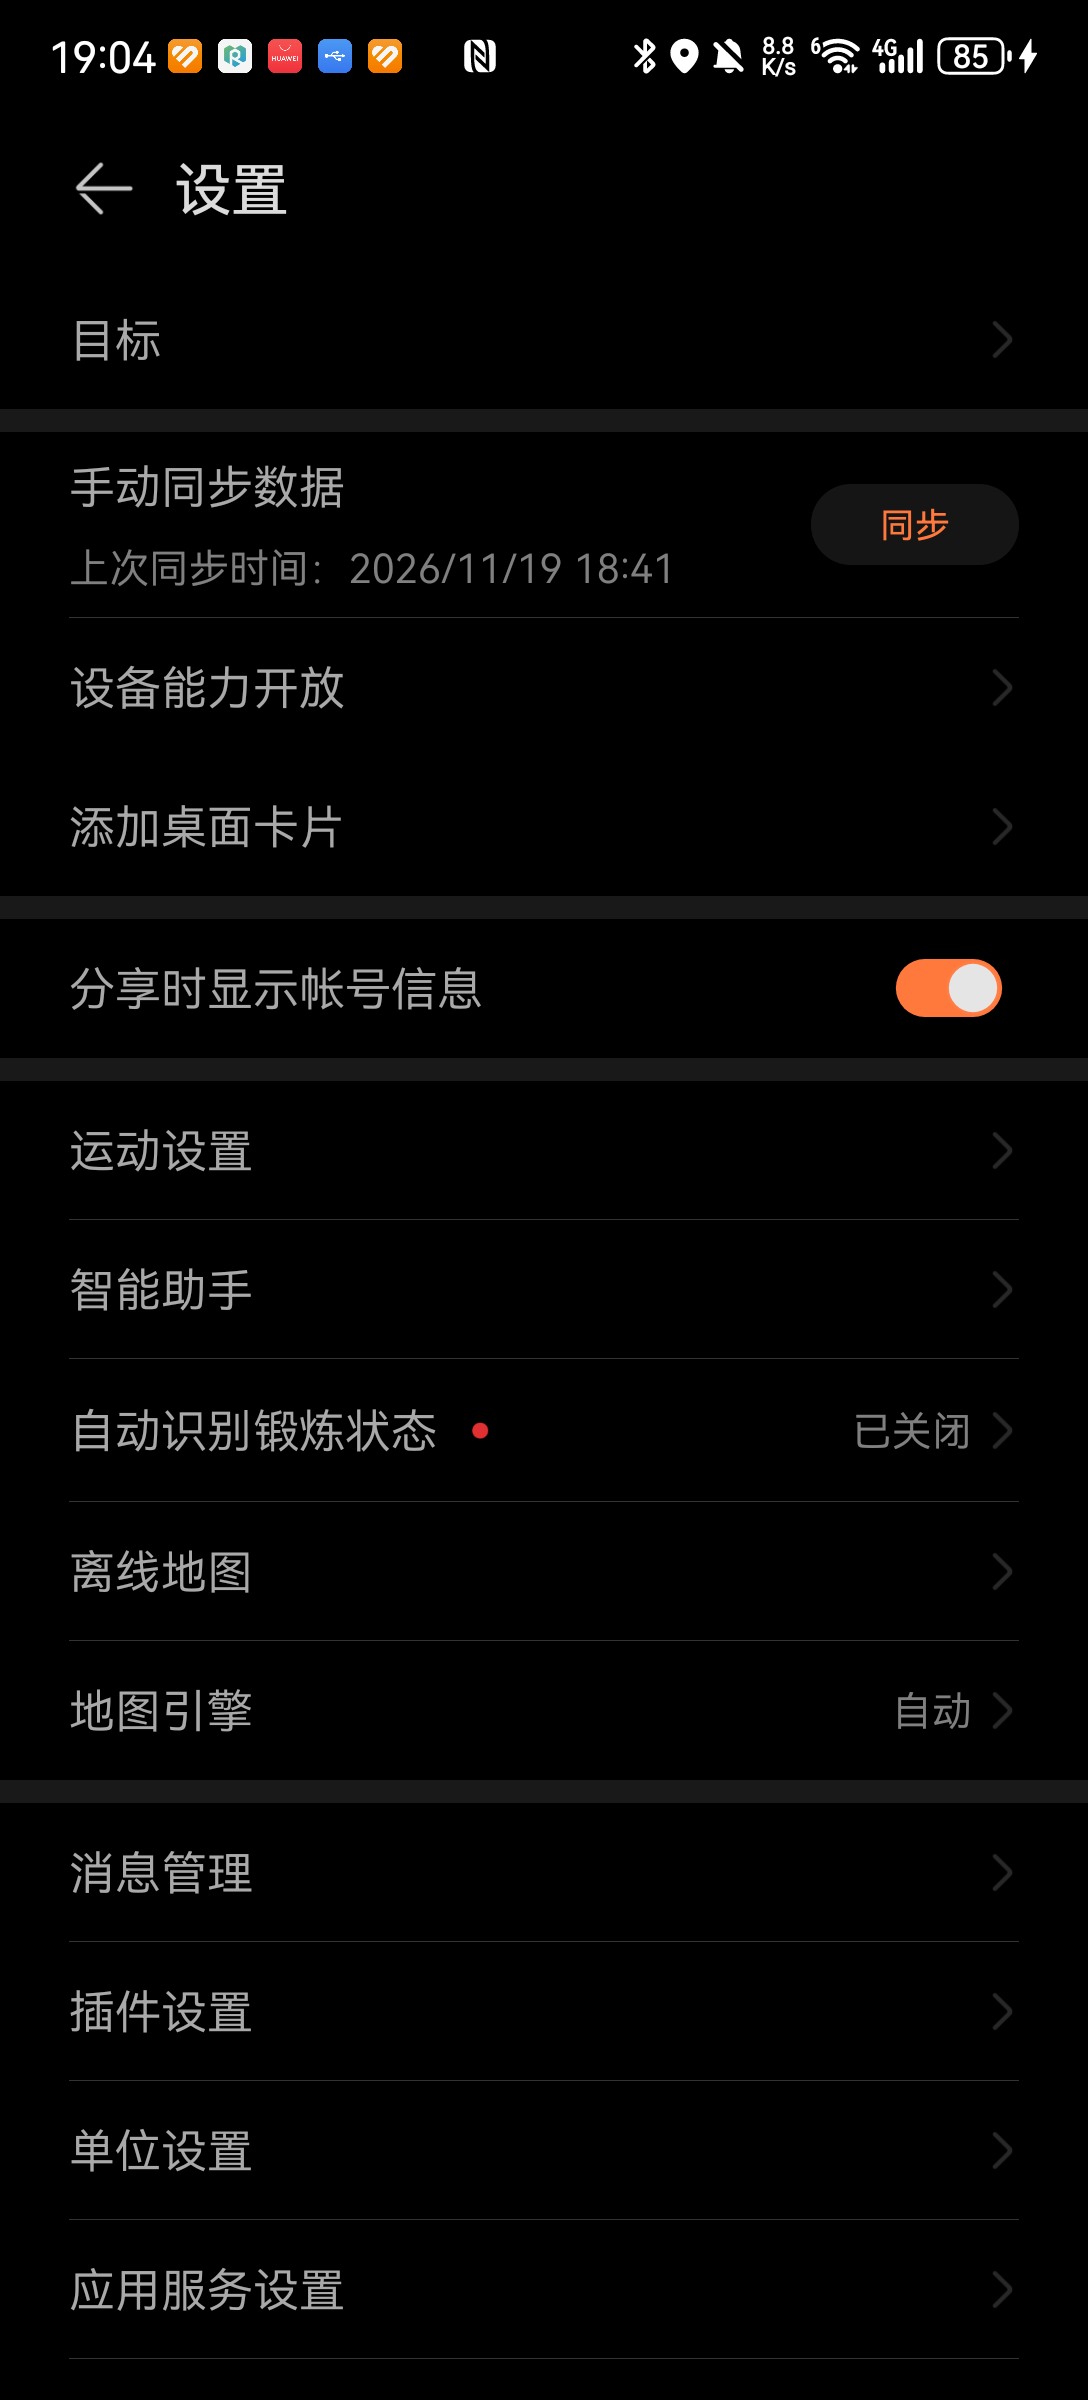 19:04
HUAWEI
8.8
K/s
6
4G
85
设置
目标
手动同步数据
上次同步时间：2026/11/19 18:41
同步
设备能力开放
添加桌面卡片
分享时显示帐号信息
运动设置
智能助手
自动识别锻炼状态
已关闭
离线地图
地图引擎
自动
消息管理
插件设置
单位设置
应用服务设置